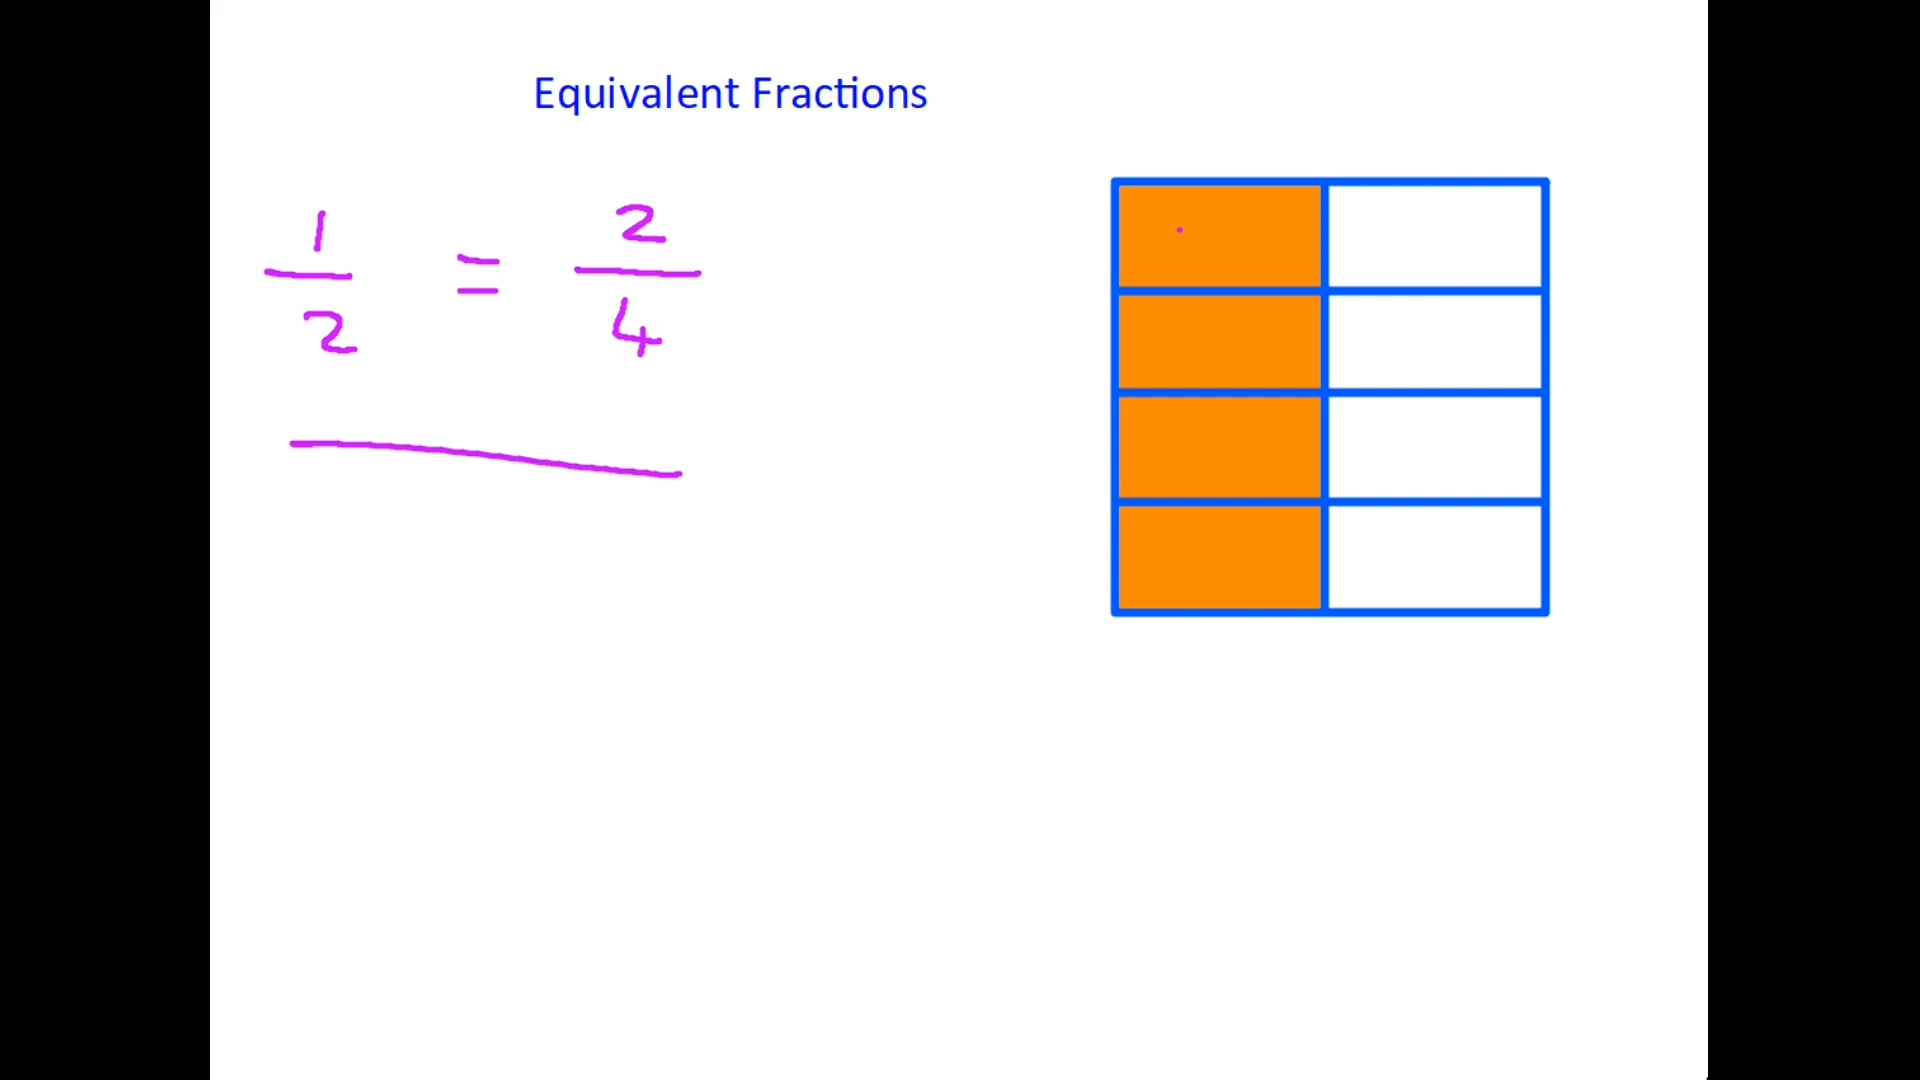 Equivalent Fractions
1/2 = 2/4